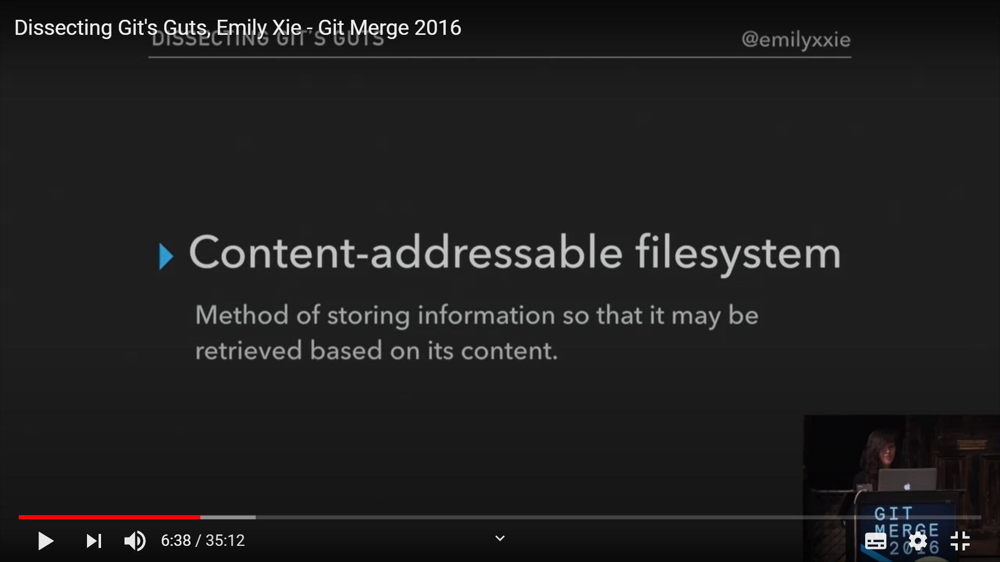 Dissecting Git's Guts, Emily Xie - Git Merge 2016
DISSECTING GIT'S GUTS
@emilyxxie
Content-addressable filesystem
Method of storing information so that it may be
retrieved based on its content.
GIT
MERGE
2016
6:38 / 35:12